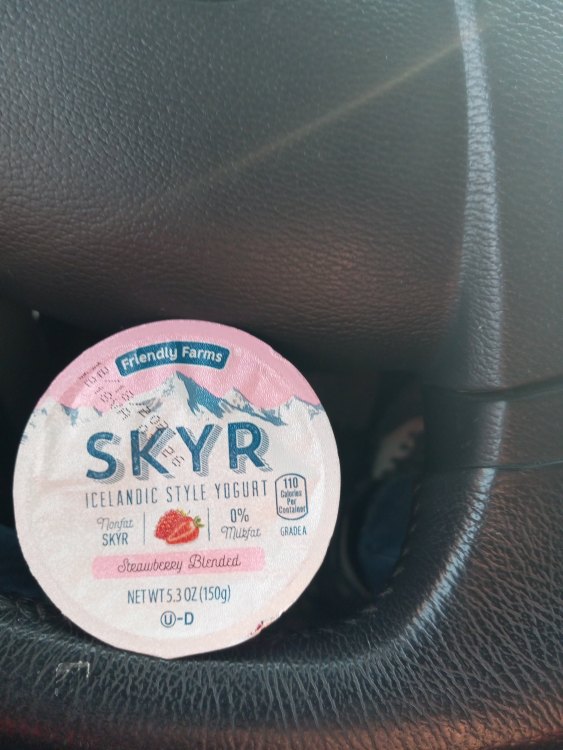 Friendly Farms
SKYR
ICELANDIC STYLE YOGURT
110
Calories
Per
Container
Nonfat
SKYR
0%
Milkfat
GRADE A
Strawberry Blended
NET WT 5.3 OZ (150g)
U-D